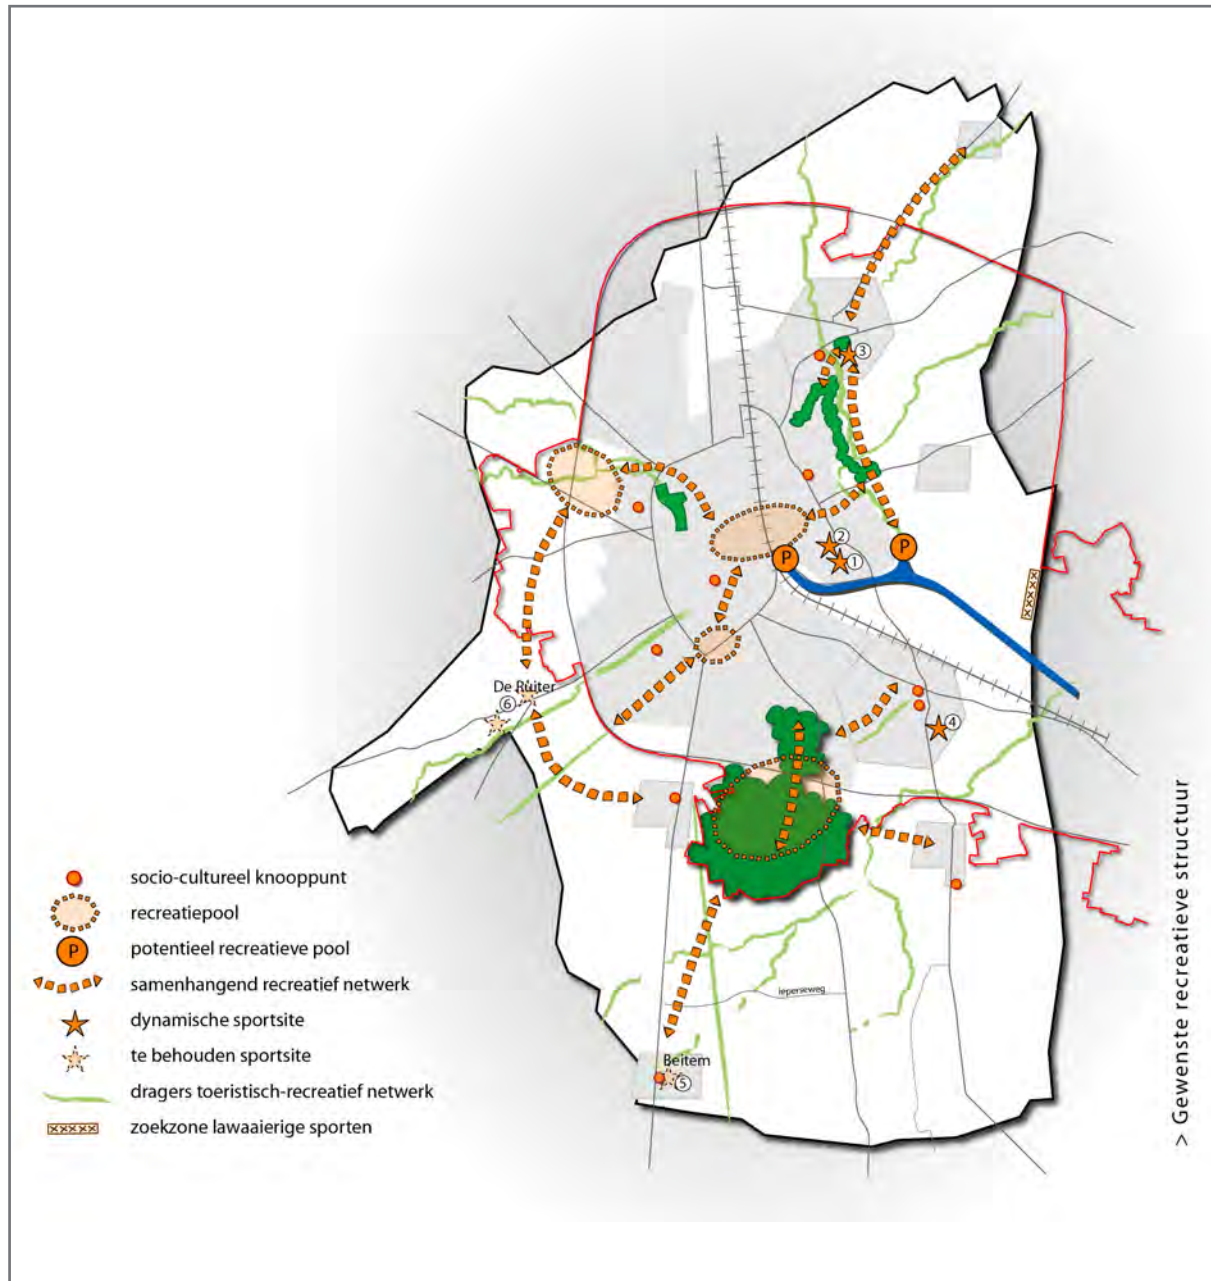 3
2
1
P
P
De Ruiter
6
4
socio-cultureel knooppunt
recreatiepool
P
potentieel recreatieve pool
samenhangend recreatief netwerk
dynamische sportsite
te behouden sportsite
dragers toeristisch-recreatief netwerk
zoekzone lawaaierige sporten
ieperseweg
Beitem
5
> Gewenste recreatieve structuur